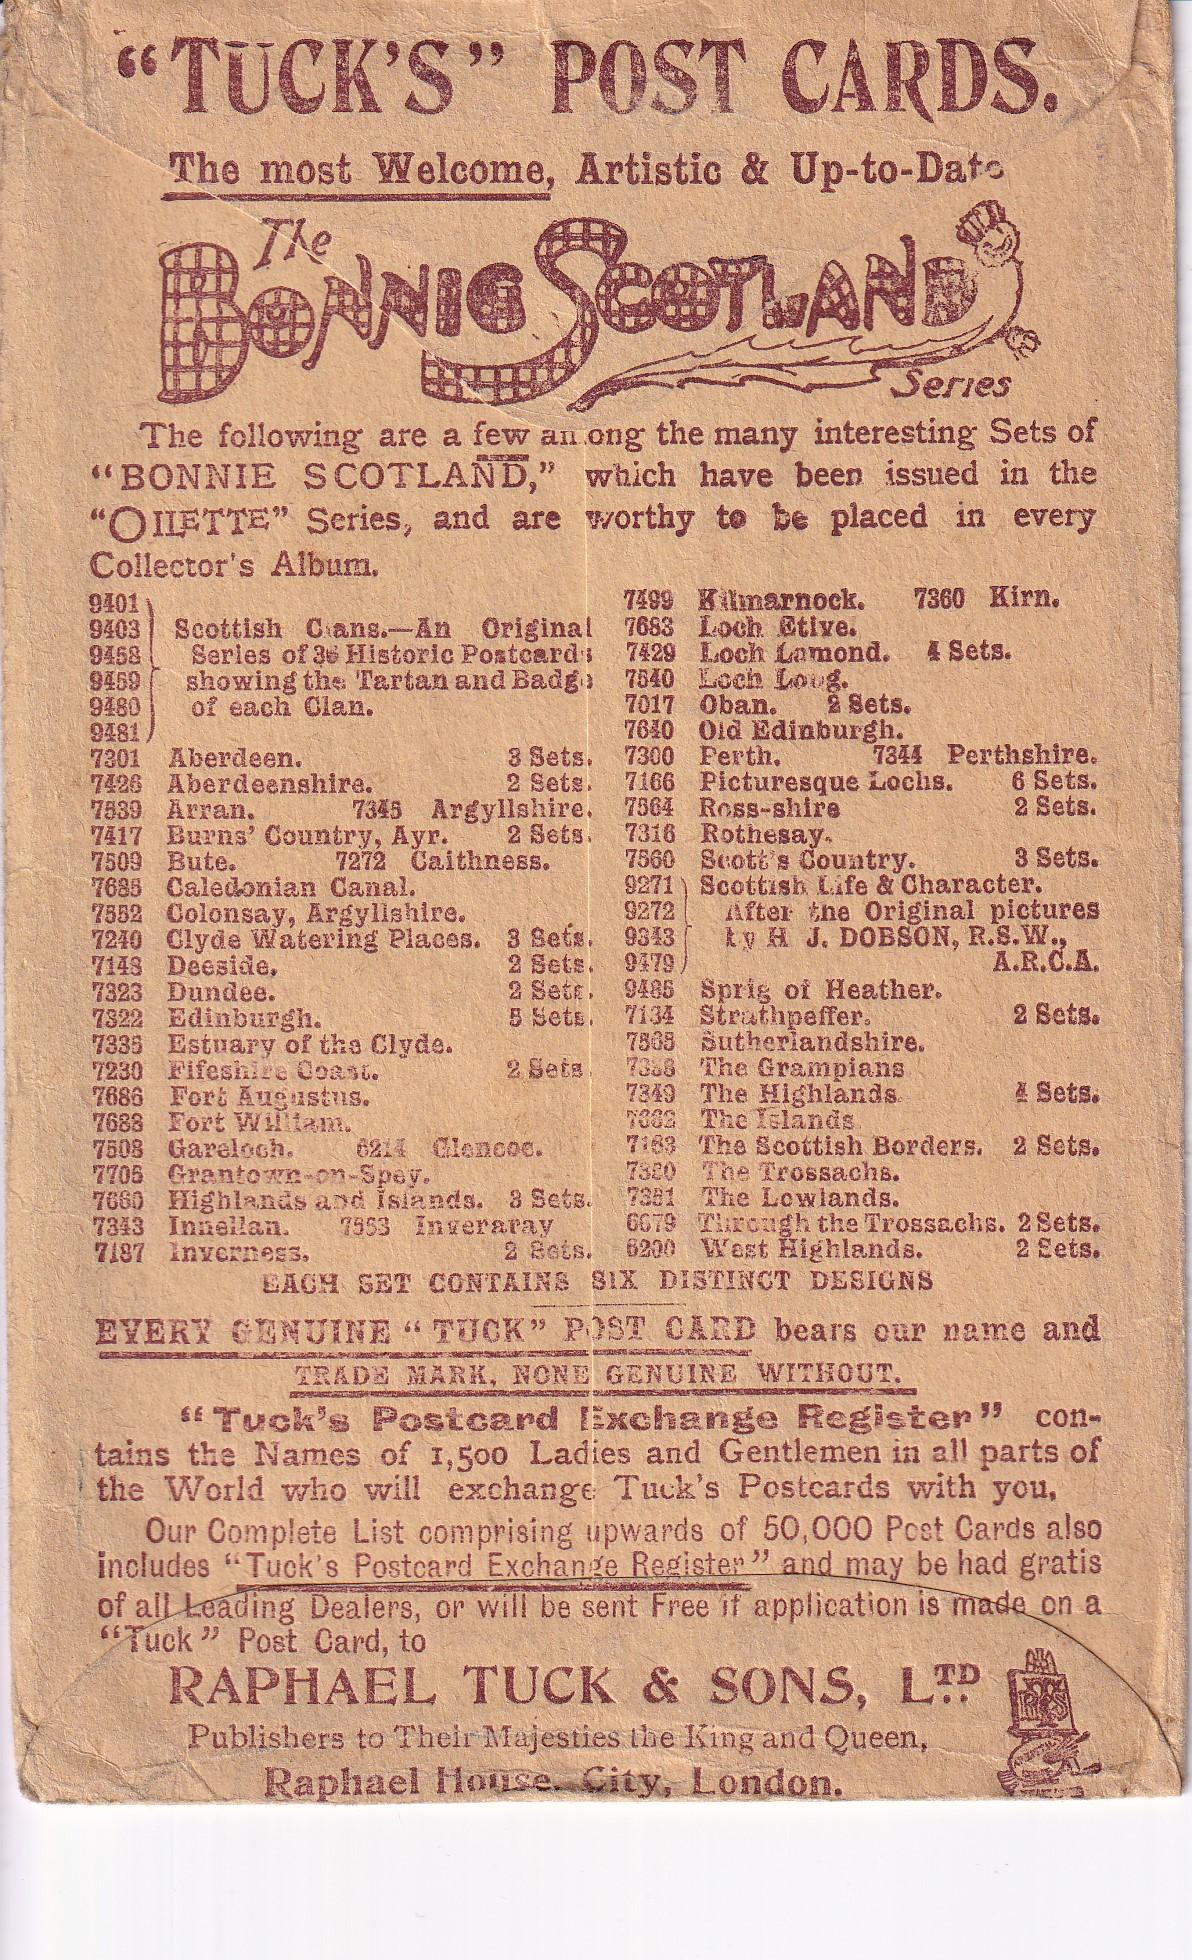 "TUCK'S" POST CARDS.
The most Welcome, Artistic & Up-to-Date
The
BONNIE SCOTLAND
Series
The following are a few among the many interesting Sets of
"BONNIE SCOTLAND," which have been issued in the
"OILETTE" Series, and are worthy to be placed in every
Collector's Album.
9401
9403 Scottish Clans.—An Original
9458 Series of 36 Historic Postcards
9459 showing the Tartan and Badge
9480 of each Clan.
9481
7301 Aberdeen. 3 Sets.
7426 Aberdeenshire. 2 Sets.
7539 Arran. 7345 Argyllshire.
7417 Burns' Country, Ayr. 2 Sets.
7509 Bute. 7272 Caithness.
7685 Caledonian Canal.
7552 Colonsay, Argyllshire.
7240 Clyde Watering Places. 3 Sets.
7148 Deeside. 2 Sets.
7323 Dundee. 2 Sets.
7322 Edinburgh. 5 Sets.
7335 Estuary of the Clyde.
7230 Fifeshire Coast. 2 Sets
7686 Fort Augustus.
7688 Fort William.
7508 Gareloch. 6214 Glencoe.
7705 Grantown-on-Spey.
7660 Highlands and Islands. 3 Sets.
7343 Innellan. 7553 Inveraray
7187 Inverness. 2 Sets.
7499 Kilmarnock. 7360 Kirn.
7683 Loch Etive.
7429 Loch Lomond. 4 Sets.
7540 Loch Long.
7017 Oban. 2 Sets.
7640 Old Edinburgh.
7300 Perth. 7344 Perthshire.
7166 Picturesque Lochs. 6 Sets.
7564 Ross-shire 2 Sets.
7316 Rothesay.
7560 Scott's Country. 3 Sets.
9271 Scottish Life & Character.
9272 After the Original pictures
9343 by H J. DOBSON, R.S.W.,
9479 A.R.C.A.
9485 Sprig of Heather.
7134 Strathpeffer. 2 Sets.
Sutherlandshire.
The Grampians
7349 The Highlands 4 Sets.
The Islands
7163 The Scottish Borders. 2 Sets.
The Trossachs.
The Lowlands.
6679 Through the Trossachs. 2 Sets.
6200 West Highlands. 2 Sets.
EACH SET CONTAINS SIX DISTINCT DESIGNS
EVERY GENUINE "TUCK" POST CARD bears our name and
TRADE MARK, NONE GENUINE WITHOUT.
"Tuck's Postcard Exchange Register" con-
tains the Names of 1,500 Ladies and Gentlemen in all parts of
the World who will exchange Tuck's Postcards with you,
Our Complete List comprising upwards of 50,000 Post Cards also
includes "Tuck's Postcard Exchange Register" and may be had gratis
of all Leading Dealers, or will be sent Free if application is made on a
"Tuck" Post Card, to
RAPHAEL TUCK & SONS, LTD
Publishers to Their Majesties the King and Queen,
Raphael House. City, London.